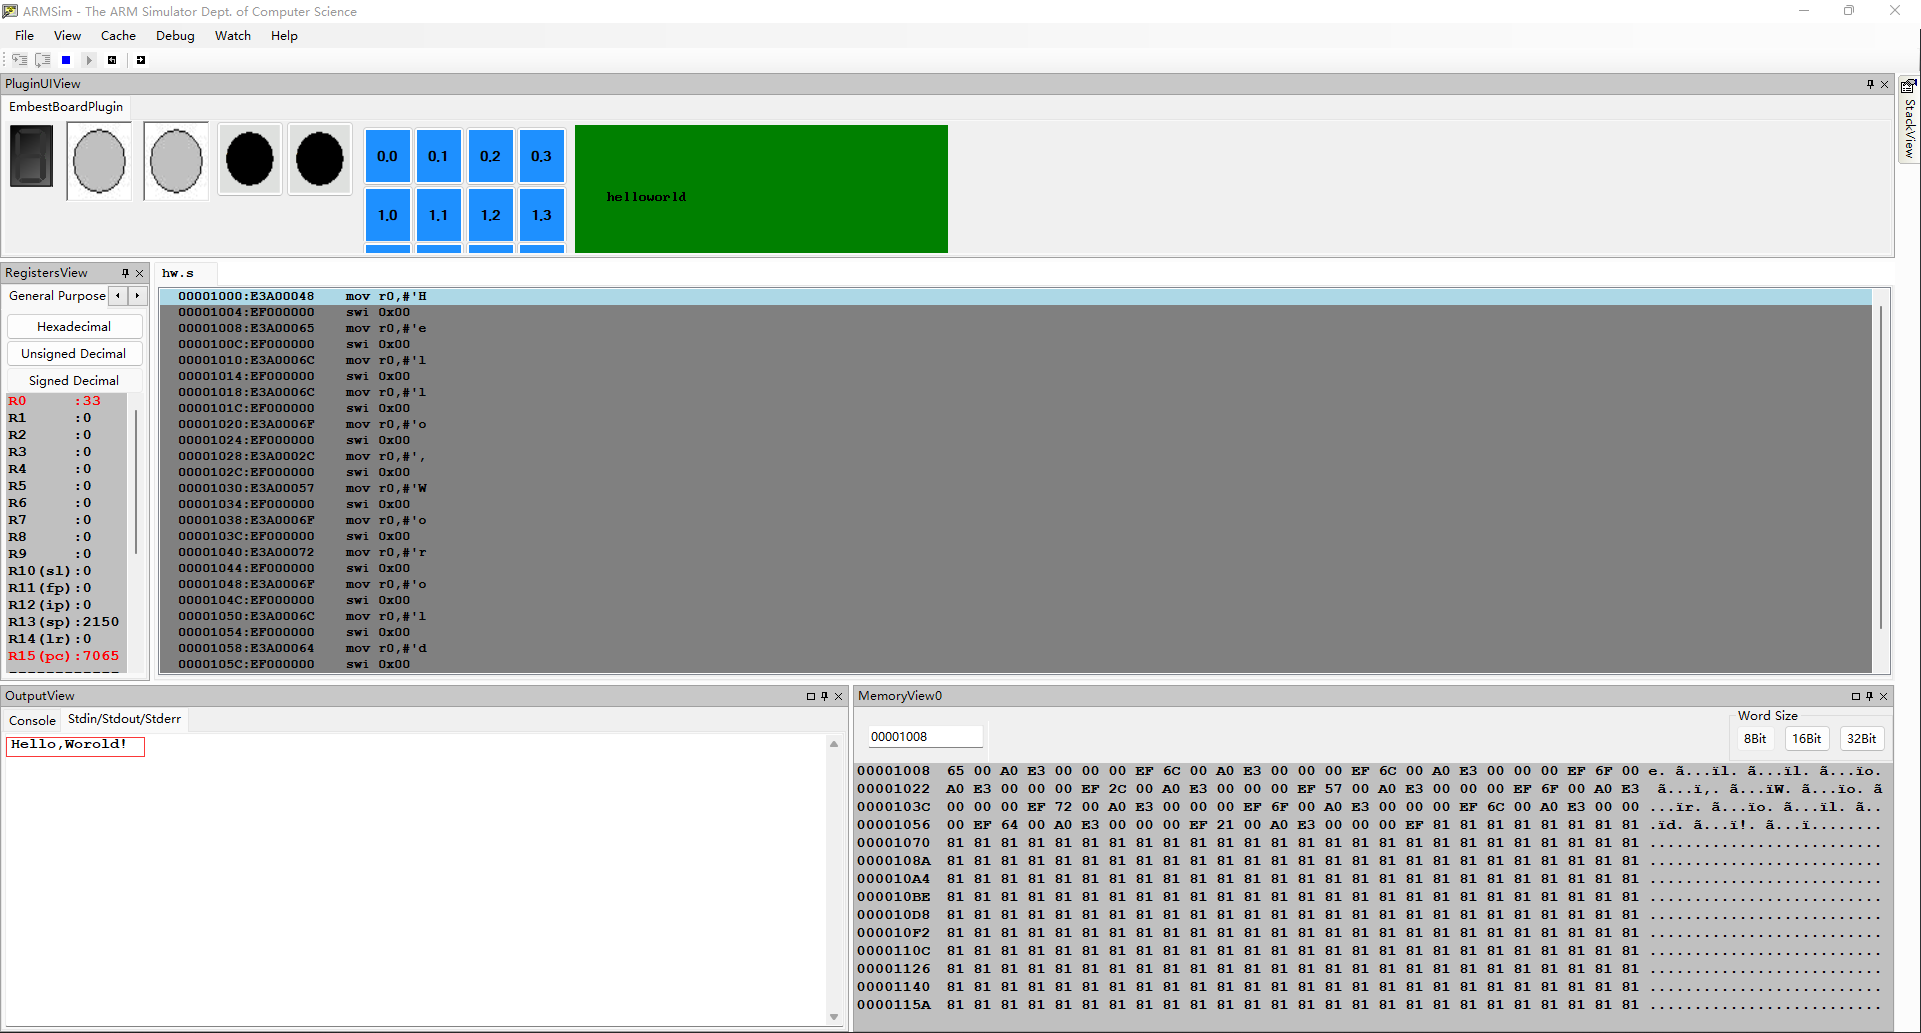 ARMSim - The ARM Simulator Dept. of Computer Science
File View Cache Debug Watch Help
PluginUIView
EmbestBoardPlugin
0.0 0.1 0.2 0.3
1.0 1.1 1.2 1.3
helloworld
StackView
RegistersView
General Purpose
Hexadecimal
Unsigned Decimal
Signed Decimal
R0 :33
R1 :0
R2 :0
R3 :0
R4 :0
R5 :0
R6 :0
R7 :0
R8 :0
R9 :0
R10(sl):0
R11(fp):0
R12(ip):0
R13(sp):2150
R14(lr):0
R15(pc):7065
hw.s
00001000:E3A00048 mov r0,#'H
00001004:EF000000 swi 0x00
00001008:E3A00065 mov r0,#'e
0000100C:EF000000 swi 0x00
00001010:E3A0006C mov r0,#'l
00001014:EF000000 swi 0x00
00001018:E3A0006C mov r0,#'l
0000101C:EF000000 swi 0x00
00001020:E3A0006F mov r0,#'o
00001024:EF000000 swi 0x00
00001028:E3A0002C mov r0,#',
0000102C:EF000000 swi 0x00
00001030:E3A00057 mov r0,#'W
00001034:EF000000 swi 0x00
00001038:E3A0006F mov r0,#'o
0000103C:EF000000 swi 0x00
00001040:E3A00072 mov r0,#'r
00001044:EF000000 swi 0x00
00001048:E3A0006F mov r0,#'o
0000104C:EF000000 swi 0x00
00001050:E3A0006C mov r0,#'l
00001054:EF000000 swi 0x00
00001058:E3A00064 mov r0,#'d
0000105C:EF000000 swi 0x00
OutputView
Console Stdin/Stdout/Stderr
Hello,Worold!
MemoryView0
00001008
Word Size
8Bit 16Bit 32Bit
00001008 65 00 A0 E3 00 00 00 EF 6C 00 A0 E3 00 00 00 EF 6C 00 A0 E3 00 00 00 EF 6F 00 e. ã...ïl. ã...ïl. ã...ïo.
00001022 A0 E3 00 00 00 EF 2C 00 A0 E3 00 00 00 EF 57 00 A0 E3 00 00 00 EF 6F 00 A0 E3 ã...ï,. ã...ïW. ã...ïo. ã
0000103C 00 00 00 EF 72 00 A0 E3 00 00 00 EF 6F 00 A0 E3 00 00 00 EF 6C 00 A0 E3 00 00 ...ïr. ã...ïo. ã...ïl. ã..
00001056 00 EF 64 00 A0 E3 00 00 00 EF 21 00 A0 E3 00 00 00 EF 81 81 81 81 81 81 81 81 .ïd. ã...ï!. ã...ï........
00001070 81 81 81 81 81 81 81 81 81 81 81 81 81 81 81 81 81 81 81 81 81 81 81 81 81 81 ..........................
0000108A 81 81 81 81 81 81 81 81 81 81 81 81 81 81 81 81 81 81 81 81 81 81 81 81 81 81 ..........................
000010A4 81 81 81 81 81 81 81 81 81 81 81 81 81 81 81 81 81 81 81 81 81 81 81 81 81 81 ..........................
000010BE 81 81 81 81 81 81 81 81 81 81 81 81 81 81 81 81 81 81 81 81 81 81 81 81 81 81 ..........................
000010D8 81 81 81 81 81 81 81 81 81 81 81 81 81 81 81 81 81 81 81 81 81 81 81 81 81 81 ..........................
000010F2 81 81 81 81 81 81 81 81 81 81 81 81 81 81 81 81 81 81 81 81 81 81 81 81 81 81 ..........................
0000110C 81 81 81 81 81 81 81 81 81 81 81 81 81 81 81 81 81 81 81 81 81 81 81 81 81 81 ..........................
00001126 81 81 81 81 81 81 81 81 81 81 81 81 81 81 81 81 81 81 81 81 81 81 81 81 81 81 ..........................
00001140 81 81 81 81 81 81 81 81 81 81 81 81 81 81 81 81 81 81 81 81 81 81 81 81 81 81 ..........................
0000115A 81 81 81 81 81 81 81 81 81 81 81 81 81 81 81 81 81 81 81 81 81 81 81 81 81 81 ..........................